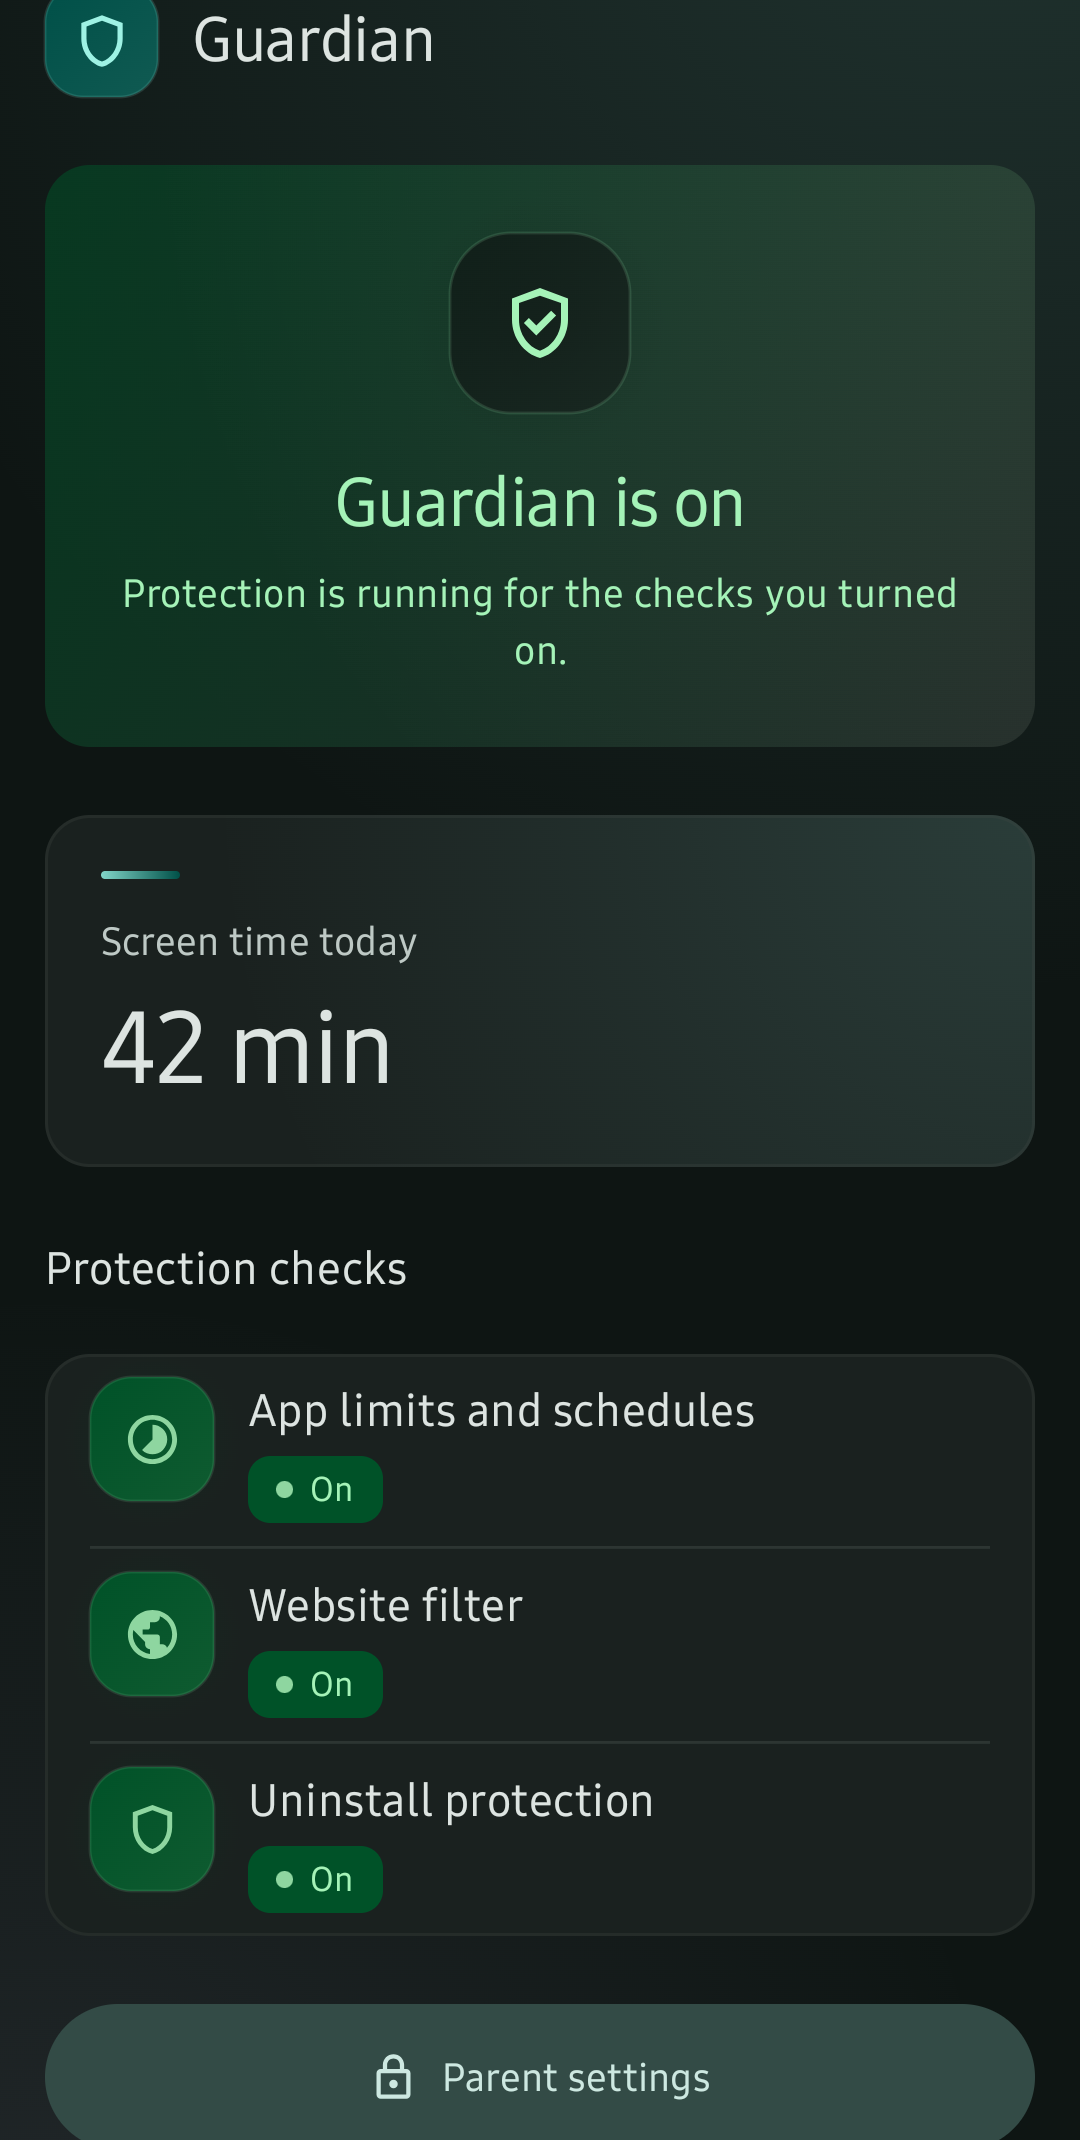 Guardian
Guardian is on
Protection is running for the checks you turned
on.
Screen time today
42 min
Protection checks
App limits and schedules
On
Website filter
On
Uninstall protection
On
Parent settings